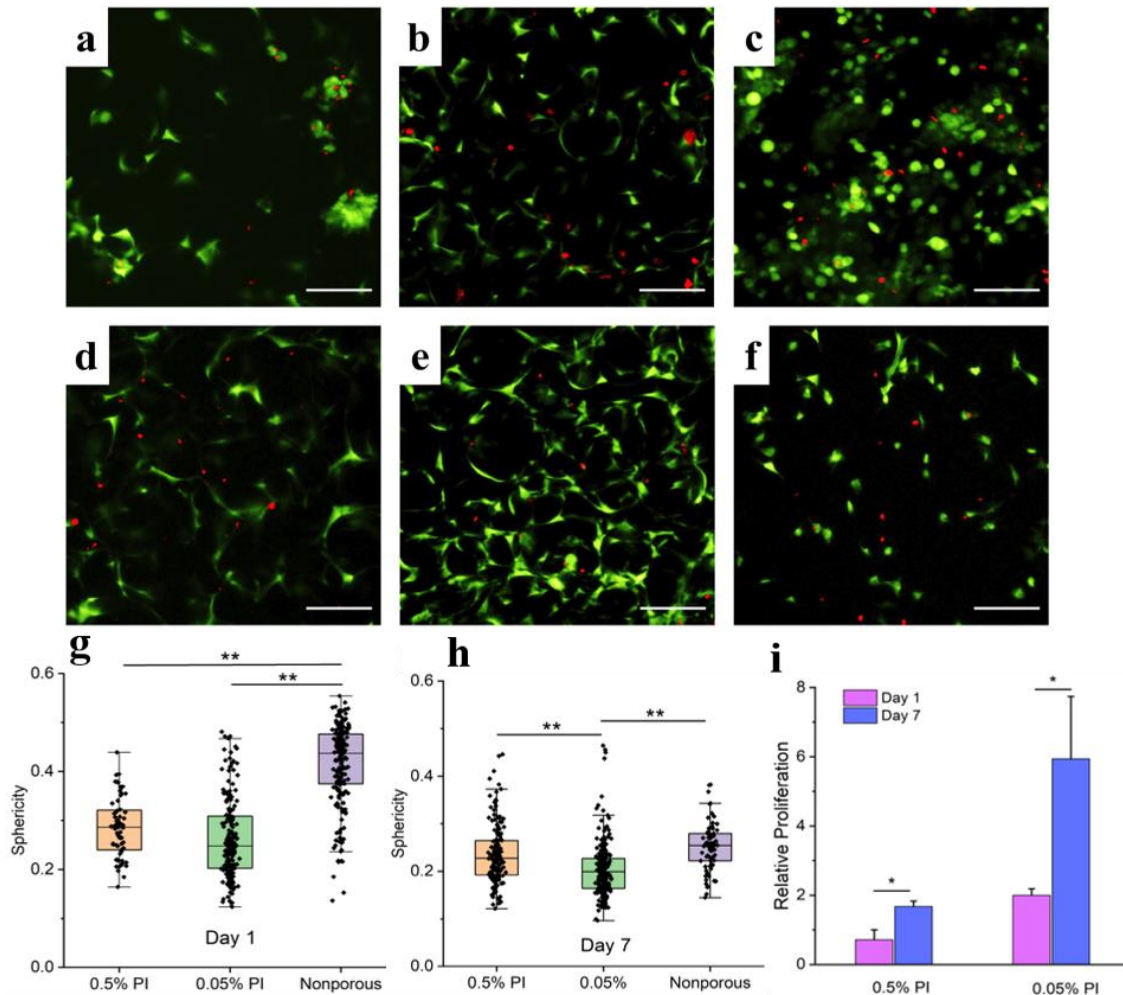 a
b
c
d
e
f
g
**
**
0.6
0.4
0.2
0.0
Sphericity
Day 1
0.5% PI
0.05% PI
Nonporous
h
**
**
0.6
0.4
0.2
0.0
Sphericity
Day 7
0.5% PI
0.05%
Nonporous
i
Day 1
Day 7
*
*
8
6
4
2
0
Relative Proliferation
0.5% PI
0.05% PI